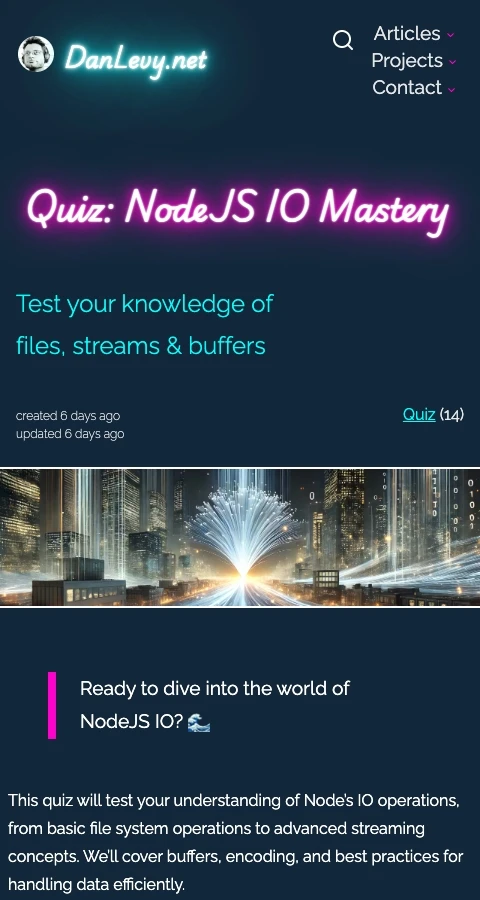 DanLevy.net
Articles
Projects
Contact
Quiz: NodeJS IO Mastery
Test your knowledge of
files, streams & buffers
created 6 days ago
updated 6 days ago
Quiz (14)
Ready to dive into the world of
NodeJS IO? 🌊
This quiz will test your understanding of Node’s IO operations,
from basic file system operations to advanced streaming
concepts. We’ll cover buffers, encoding, and best practices for
handling data efficiently.